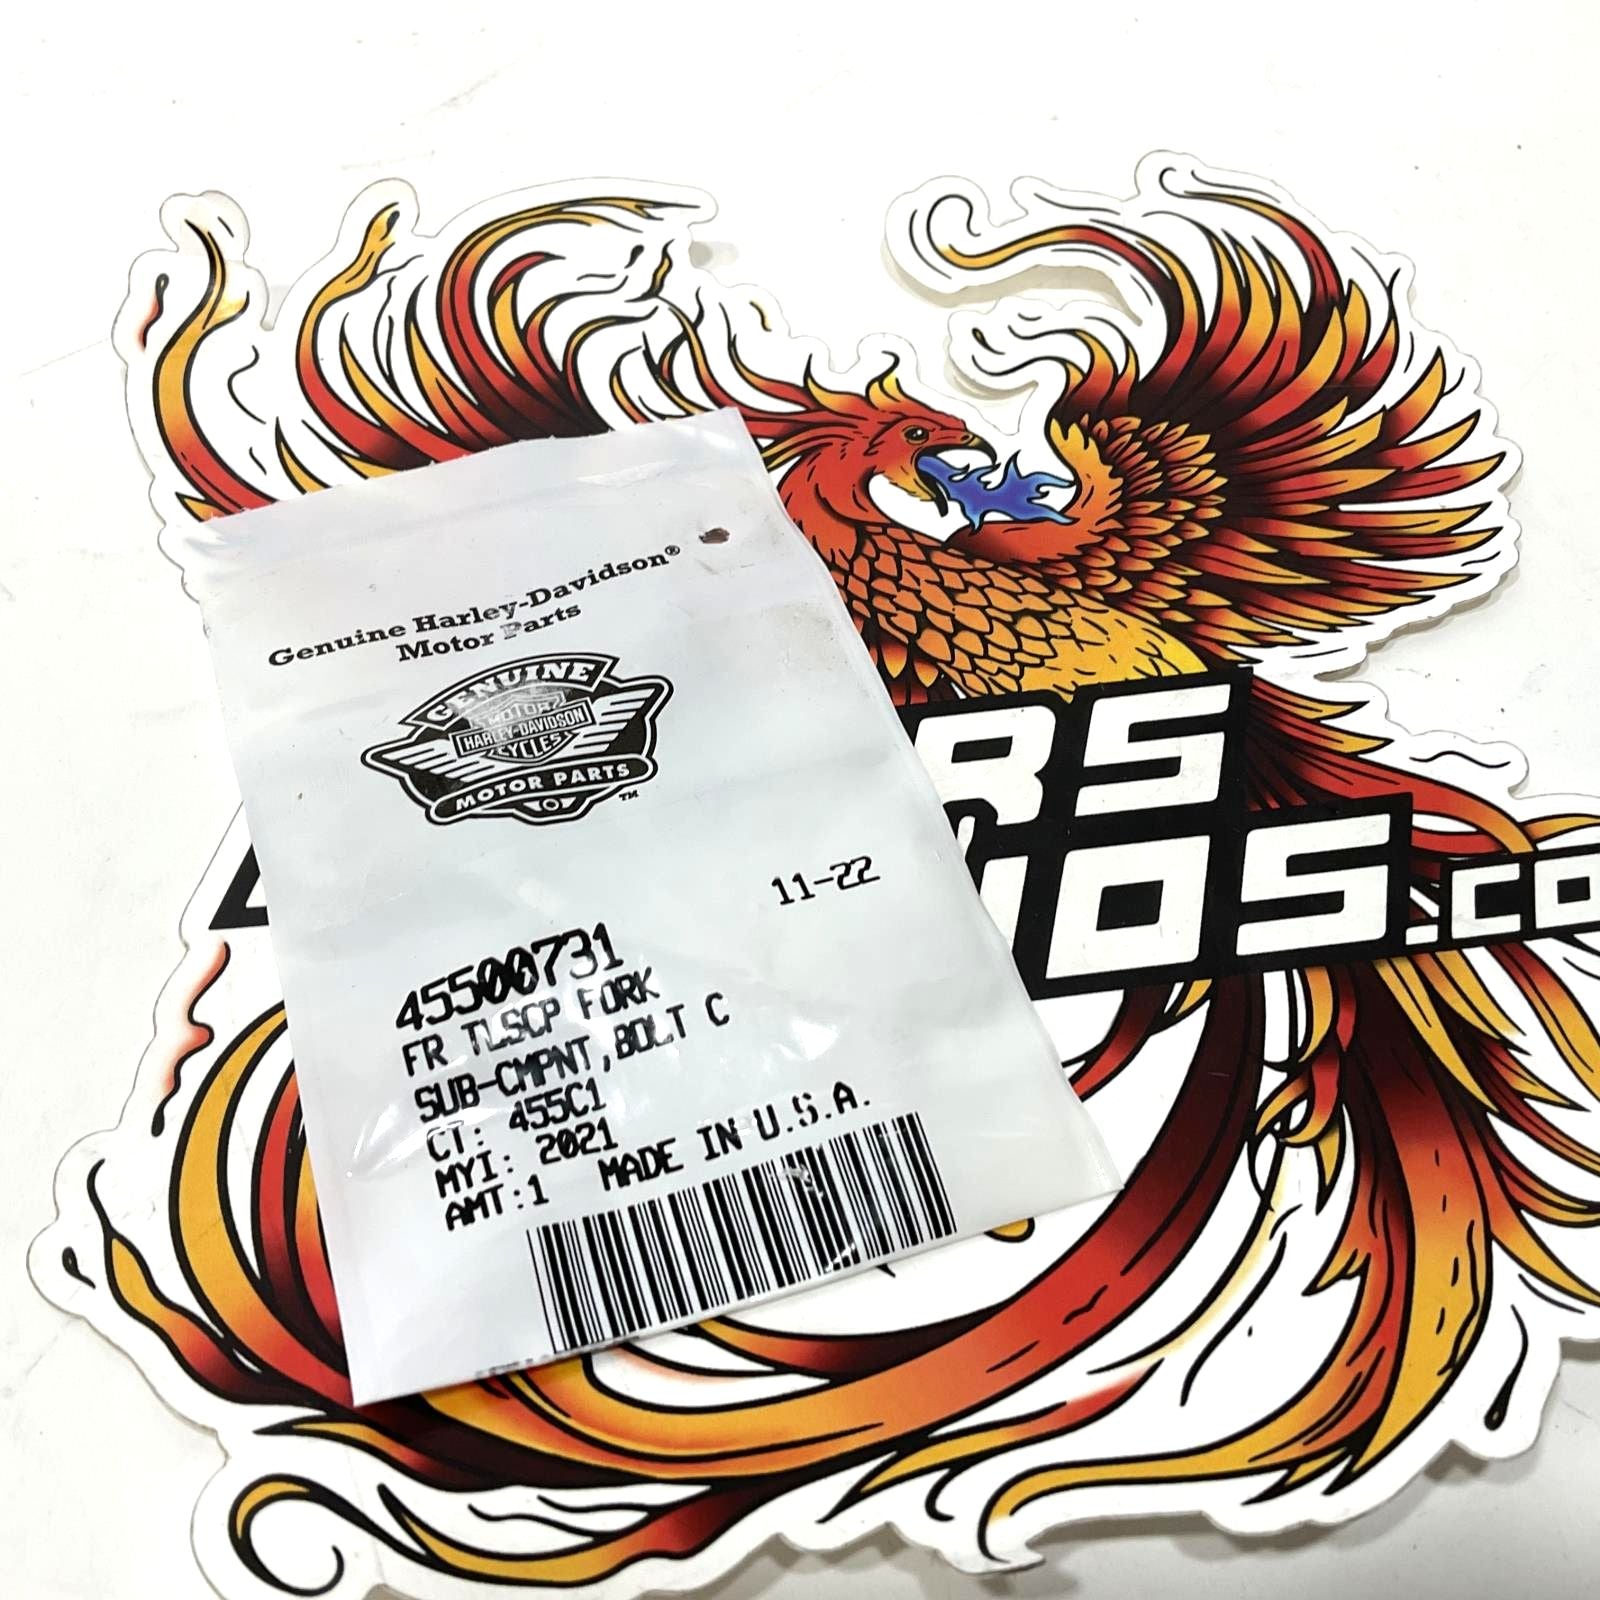 Genuine Harley-Davidson®
Motor Parts
GENUINE
MOTOR
HARLEY-DAVIDSON
CYCLES
MOTOR PARTS
™
11-22
45500731
FR TLSCP FORK
SUB-CMPNT,BOLT C
CT: 455C1
MYI: 2021
AMT:1 MADE IN U.S.A.
RS
OS.CO